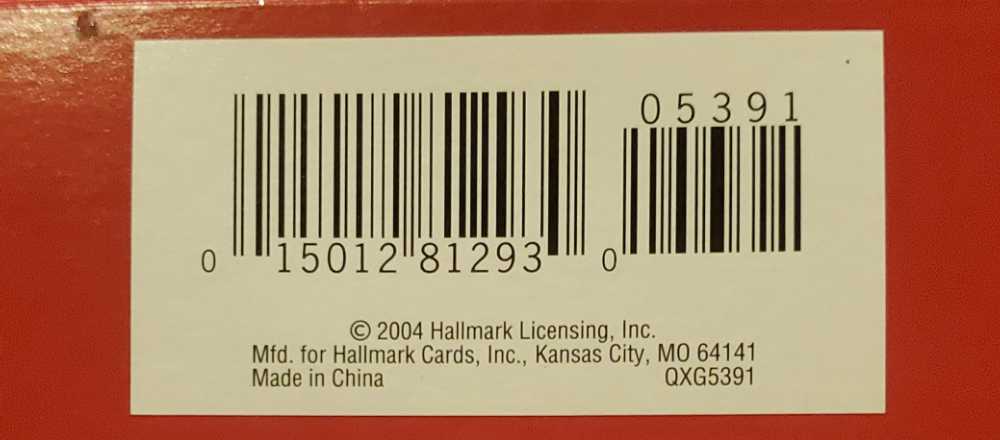 05391
0 15012 81293 0
© 2004 Hallmark Licensing, Inc.
Mfd. for Hallmark Cards, Inc., Kansas City, MO 64141
Made in China QXG5391